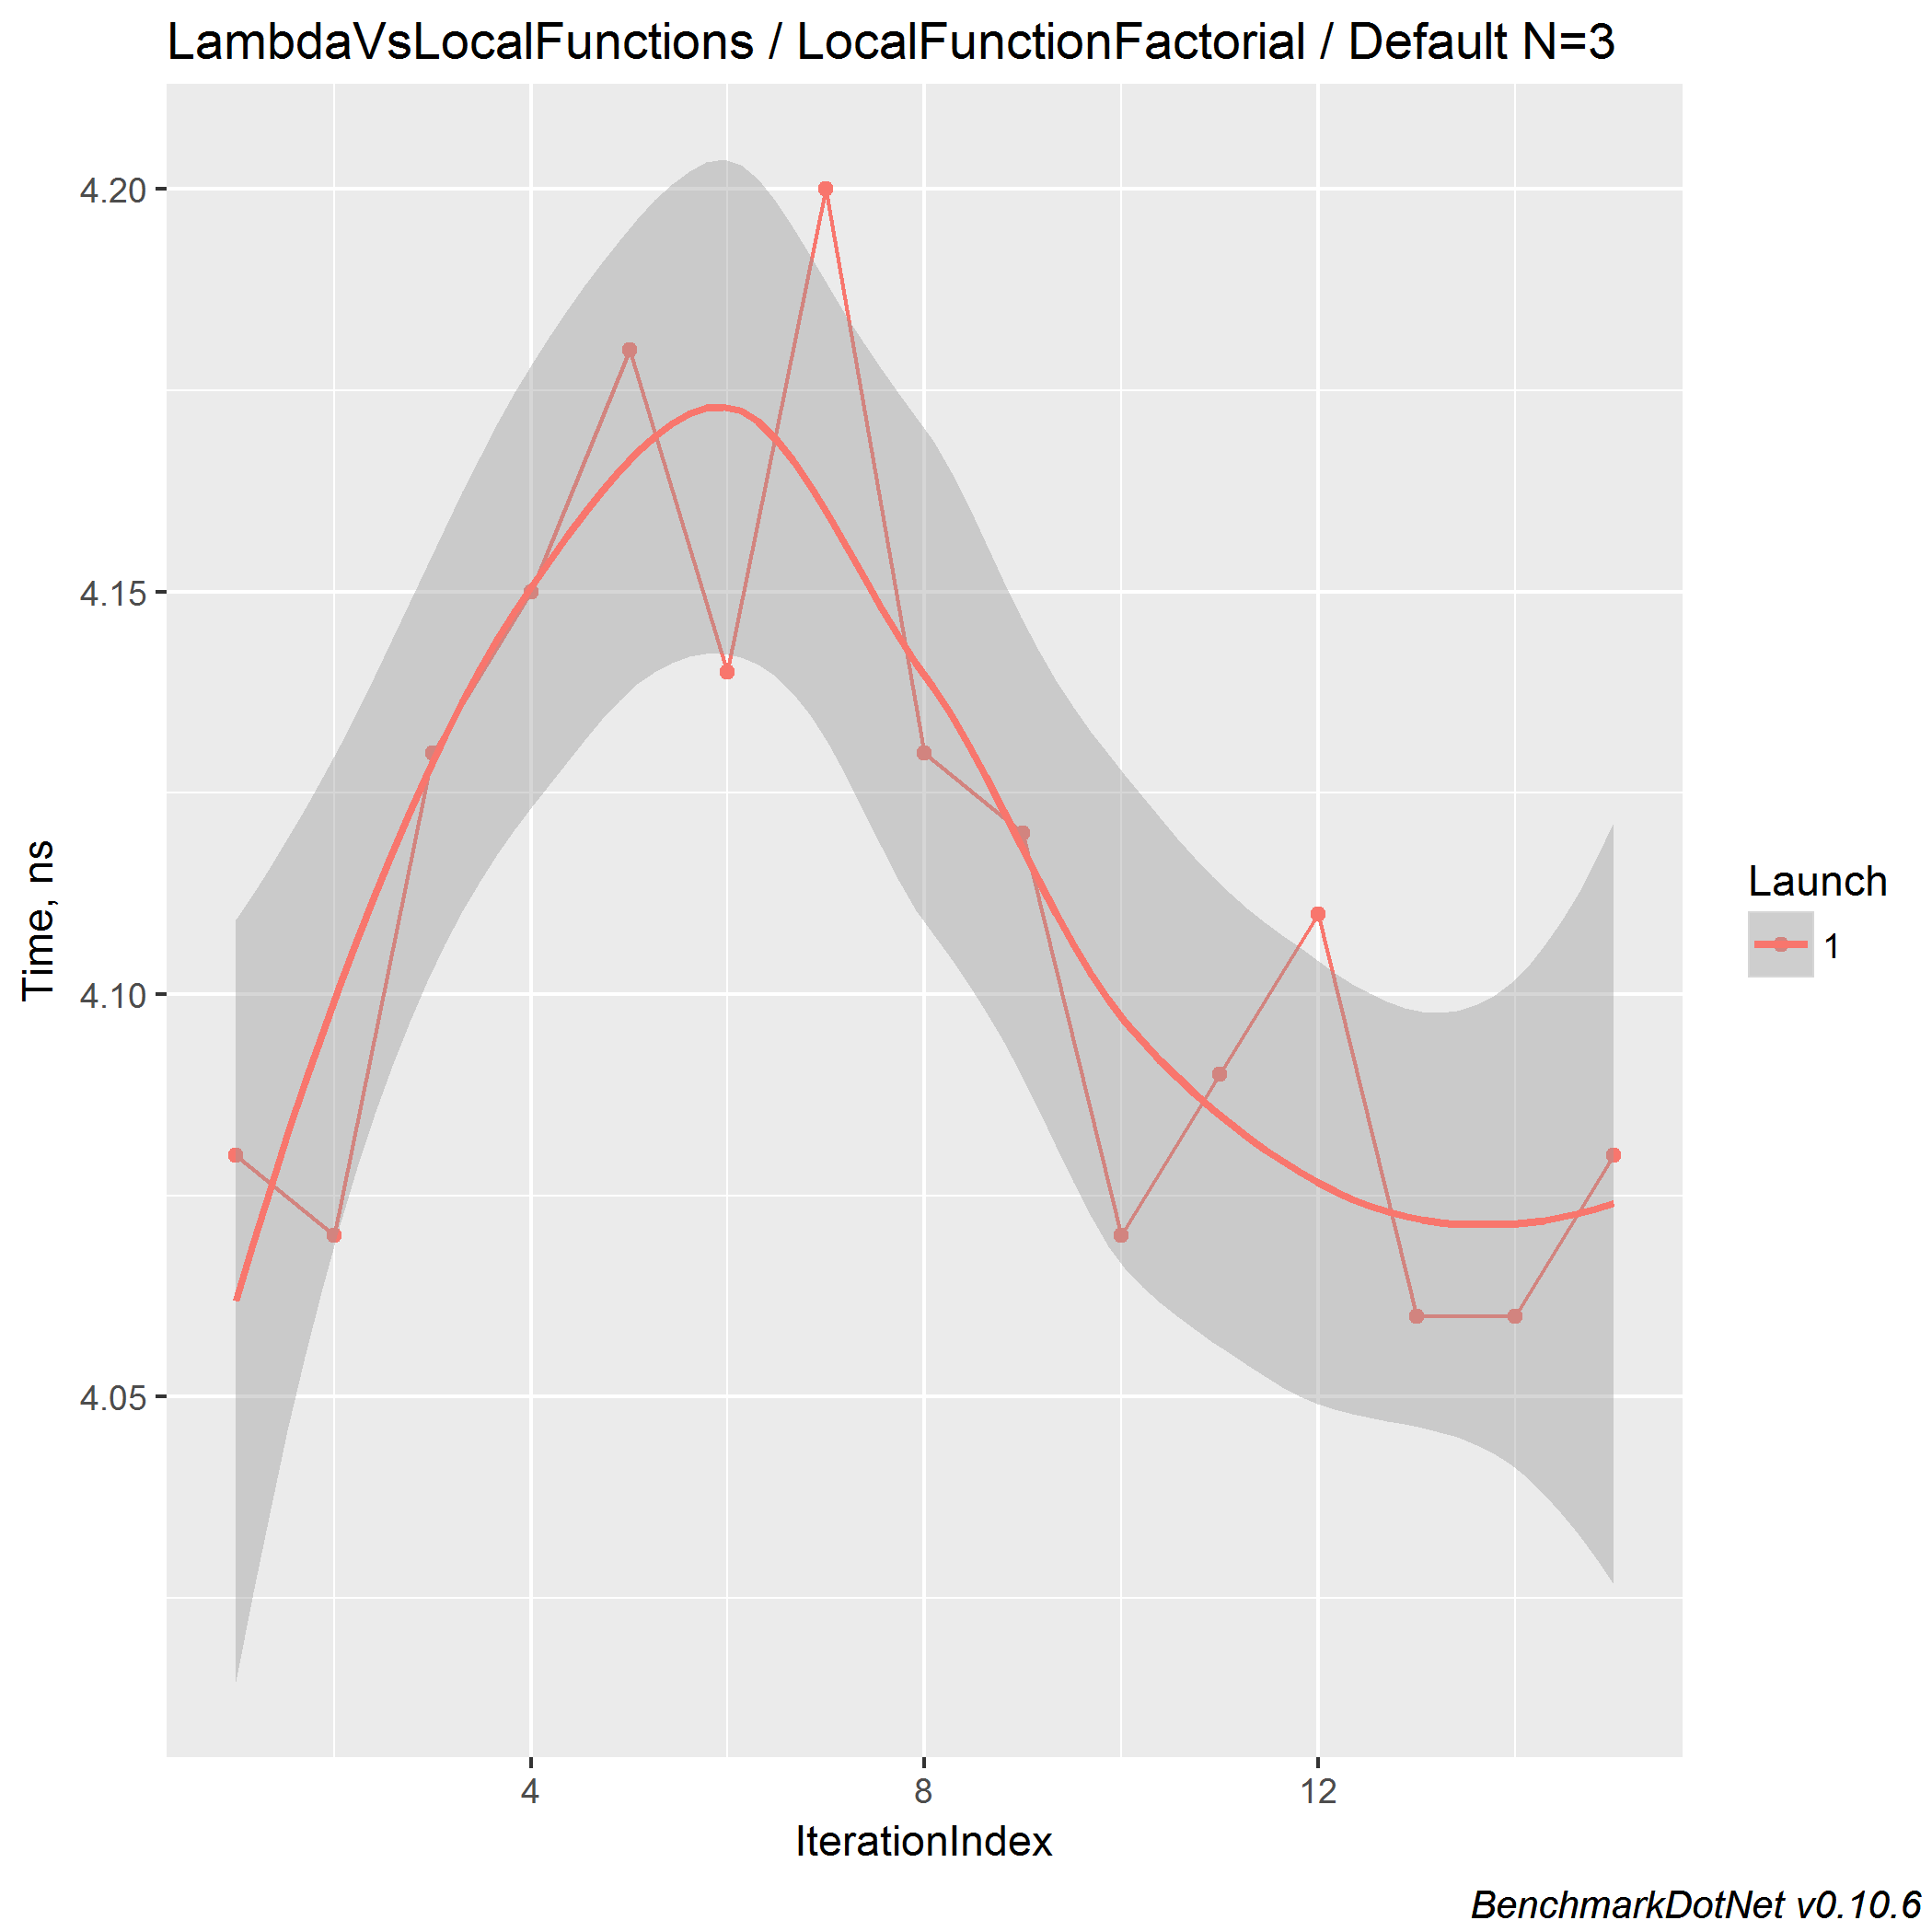 LambdaVsLocalFunctions / LocalFunctionFactorial / Default N=3
4.20
4.15
4.10
4.05
Time, ns
4 8 12
IterationIndex
Launch
1
BenchmarkDotNet v0.10.6